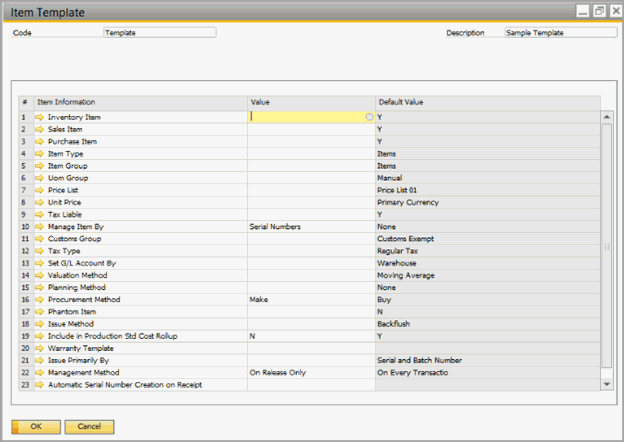 Item Template
Code Template Description Sample Template
# Item Information Value Default Value
1 Inventory Item Y
2 Sales Item Y
3 Purchase Item Y
4 Item Type Items
5 Item Group Items
6 Uom Group Manual
7 Price List Price List 01
8 Unit Price Primary Currency
9 Tax Liable Y
10 Manage Item By Serial Numbers None
11 Customs Group Customs Exempt
12 Tax Type Regular Tax
13 Set G/L Account By Warehouse
14 Valuation Method Moving Average
15 Planning Method None
16 Procurement Method Make Buy
17 Phantom Item N
18 Issue Method Backflush
19 Include in Production Std Cost Rollup N Y
20 Warranty Template
21 Issue Primarily By Serial and Batch Number
22 Management Method On Release Only On Every Transactio
23 Automatic Serial Number Creation on Receipt
OK Cancel